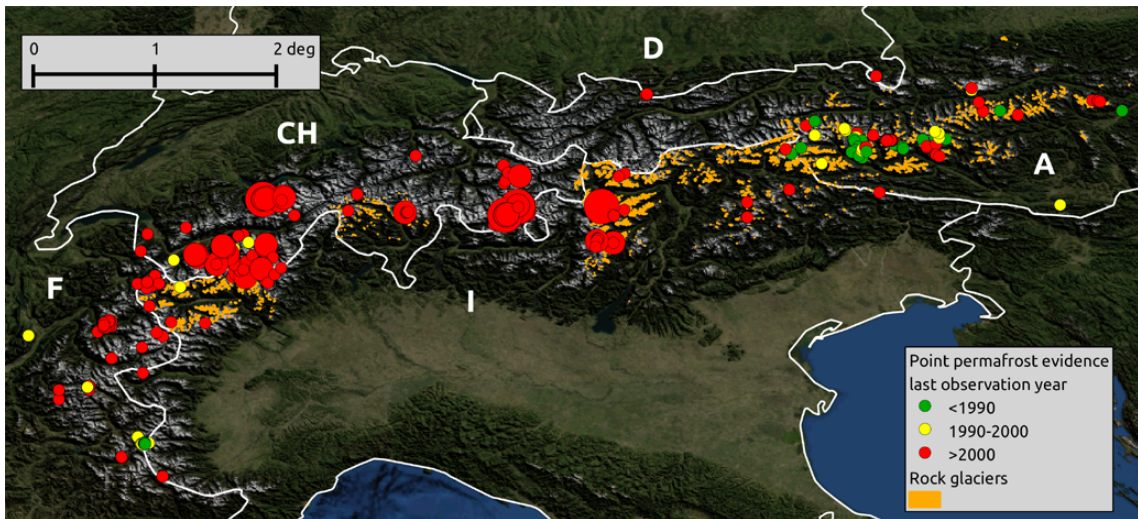 0 1 2 deg
D
CH
A
F
I
Point permafrost evidence
last observation year
<1990
1990-2000
>2000
Rock glaciers